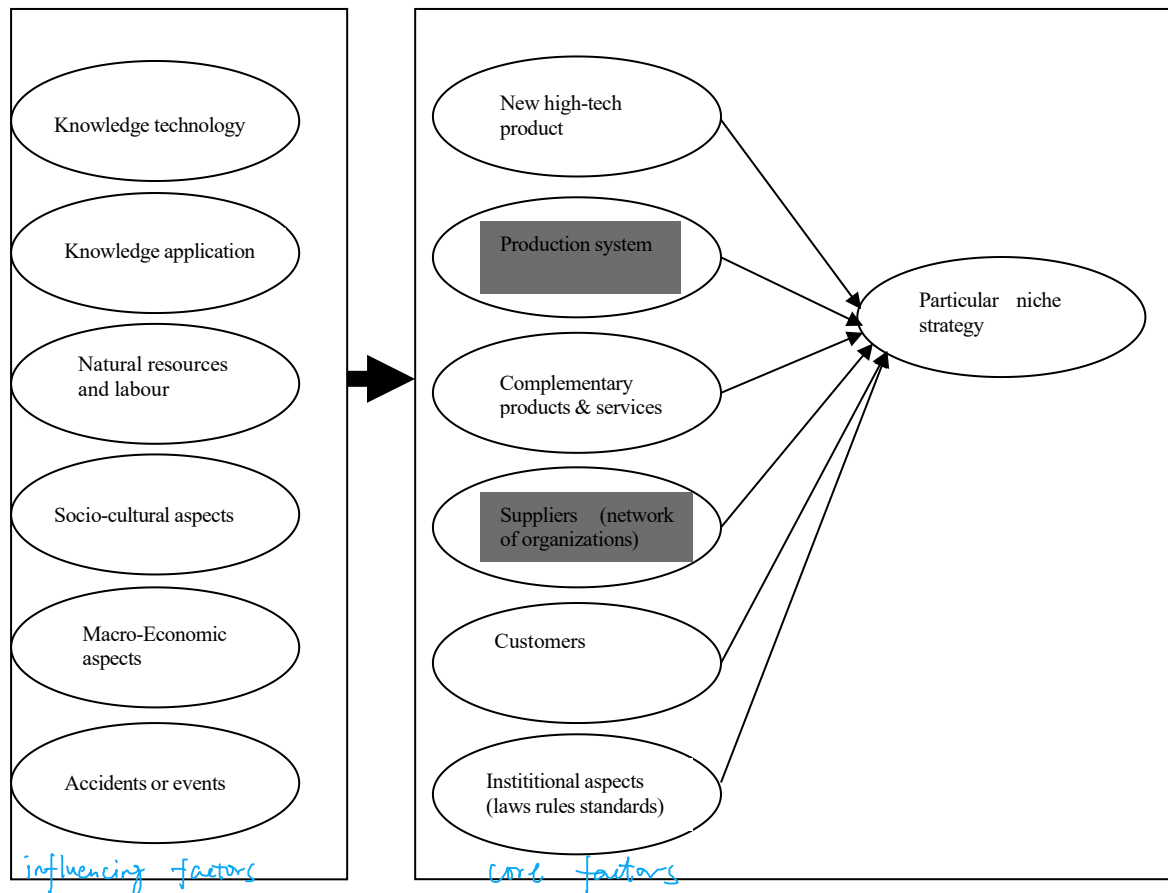 Knowledge technology
Knowledge application
Natural resources
and labour
Socio-cultural aspects
Macro-Economic
aspects
Accidents or events
influencing factors
New high-tech
product
Production system
Complementary
products & services
Suppliers (network
of organizations)
Customers
Instititional aspects
(laws rules standards)
core factors
Particular niche
strategy